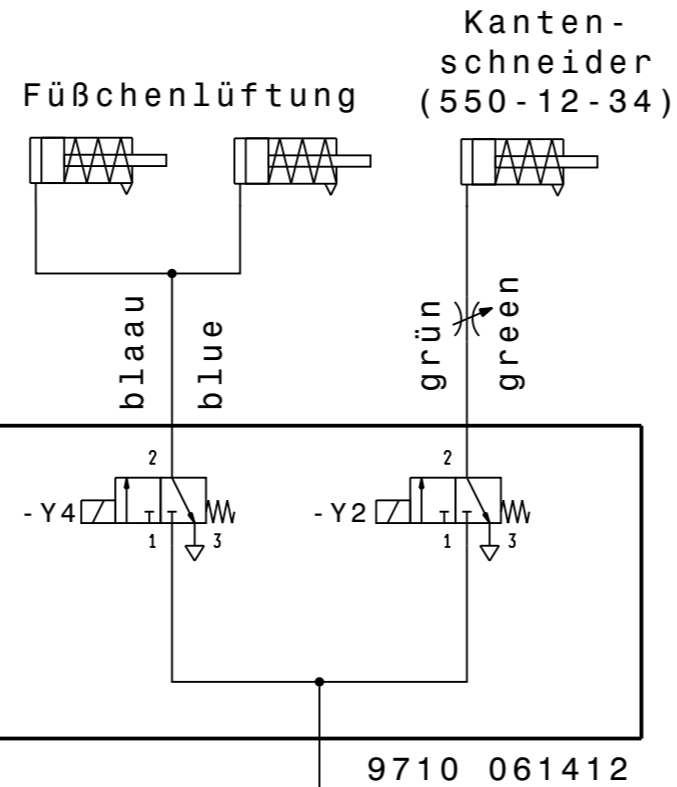 Füßchenlüftung
Kanten-
schneider
(550-12-34)
blaau
blue
grün
green
2
-Y4
1
3
2
-Y2
1
3
9710 061412